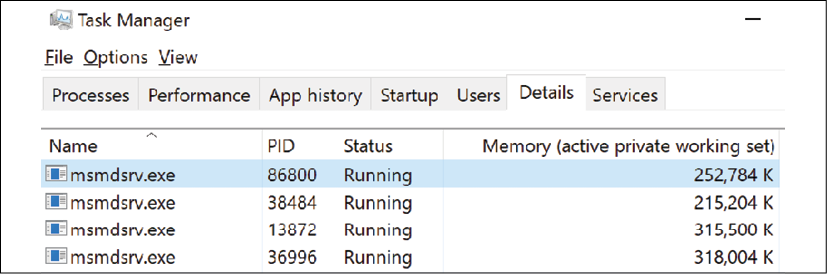 Task Manager
File Options View
Processes Performance App history Startup Users Details Services
Name PID Status Memory (active private working set)
msmdsrv.exe 86800 Running 252,784 K
msmdsrv.exe 38484 Running 215,204 K
msmdsrv.exe 13872 Running 315,500 K
msmdsrv.exe 36996 Running 318,004 K